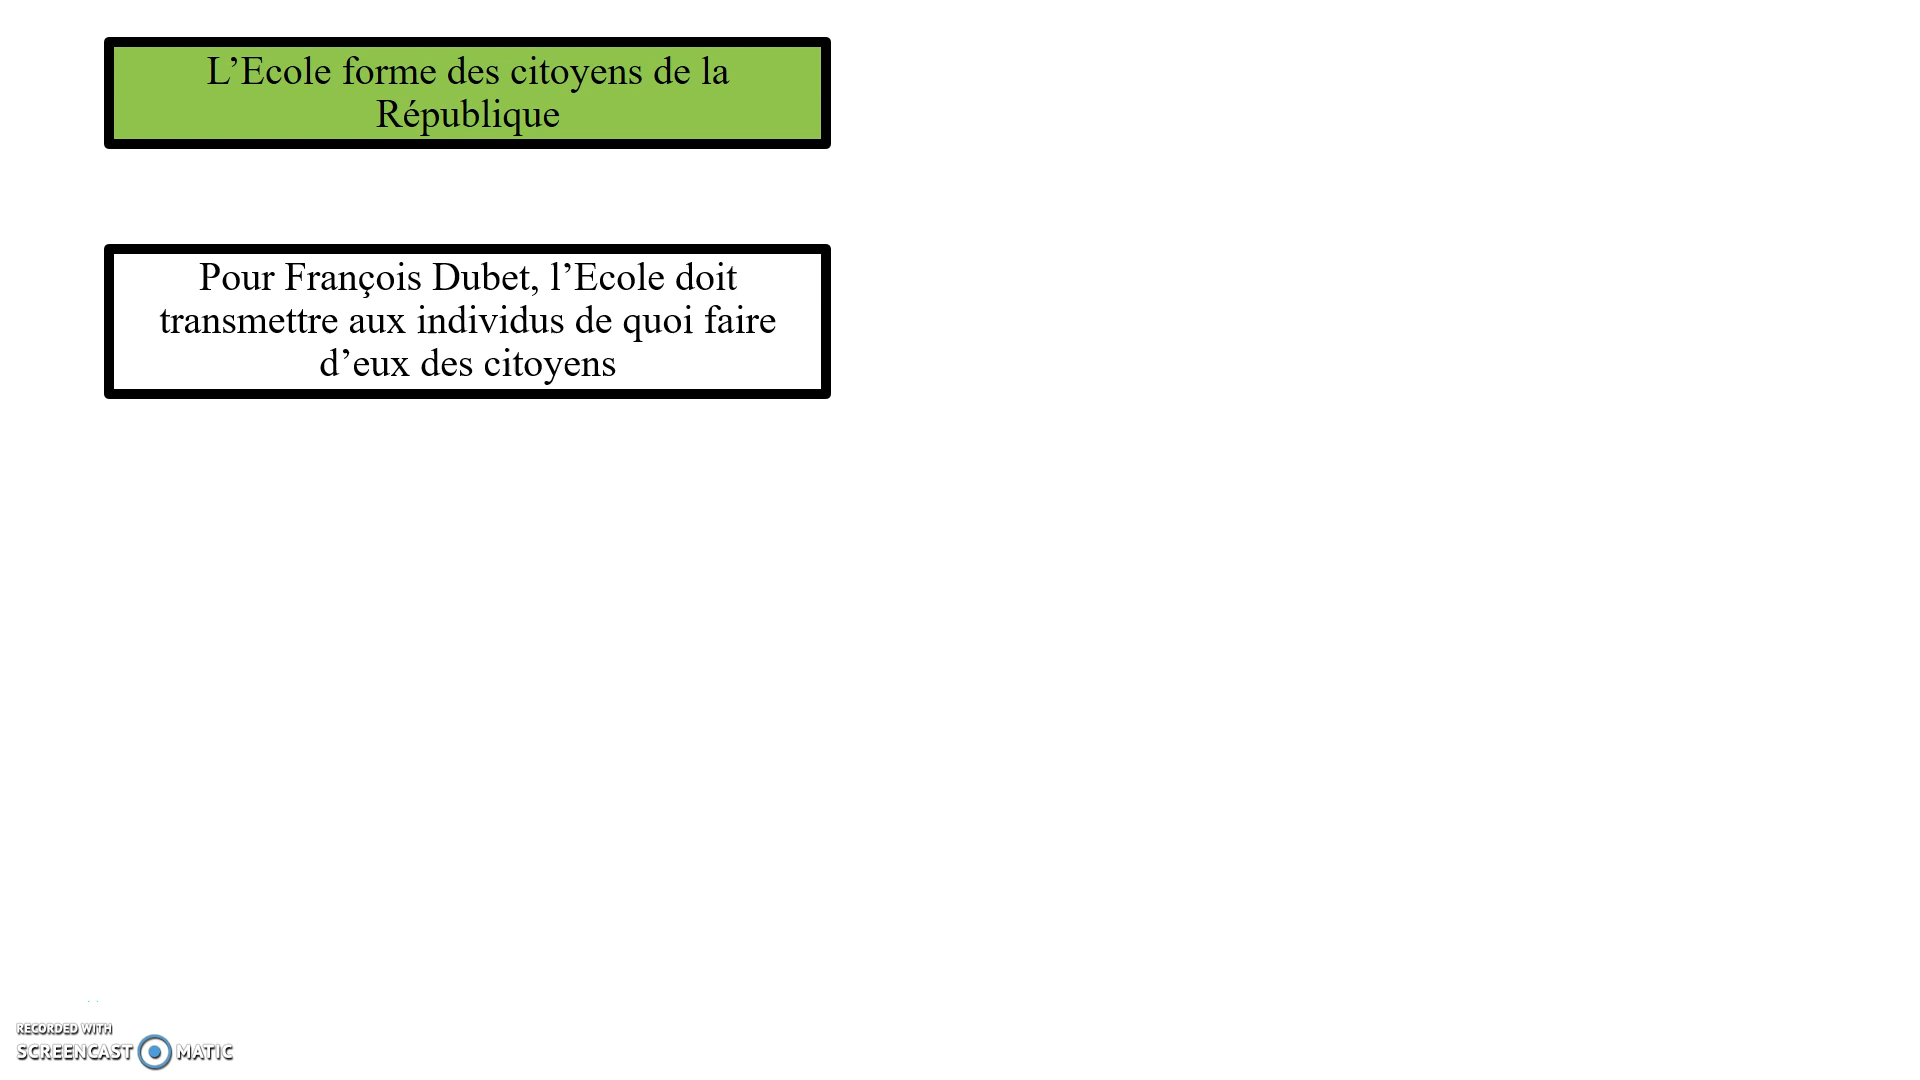 L’Ecole forme des citoyens de la
République
Pour François Dubet, l’Ecole doit
transmettre aux individus de quoi faire
d’eux des citoyens
RECORDED WITH
SCREENCAST MATIC